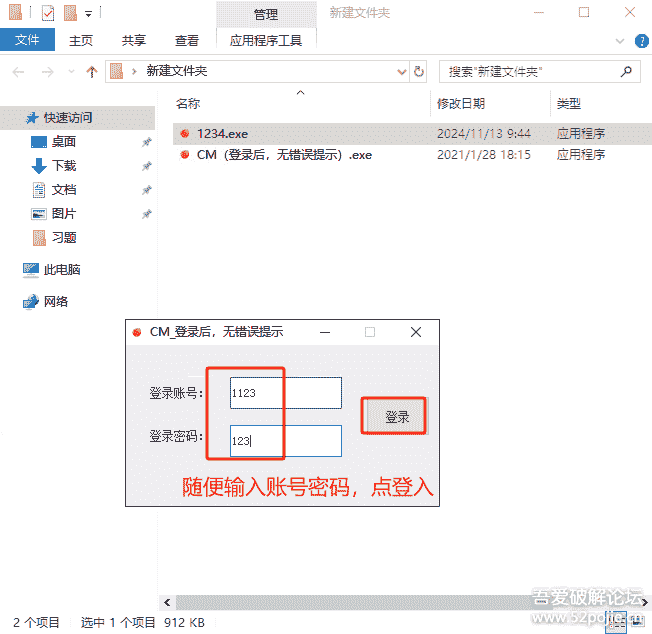 管理
新建文件夹
文件
主页
共享
查看
应用程序工具
新建文件夹
搜索"新建文件夹"
名称
修改日期
类型
快速访问
1234.exe
2024/11/13 9:44
应用程序
桌面
CM（登录后，无错误提示）.exe
2021/1/28 18:15
应用程序
下载
文档
图片
习题
此电脑
网络
CM_登录后，无错误提示
登录账号：
1123
登录
登录密码：
123
随便输入账号密码，点登入
吾爱破解论坛
www.52pojie.cn
2 个项目
选中 1 个项目 912 KB